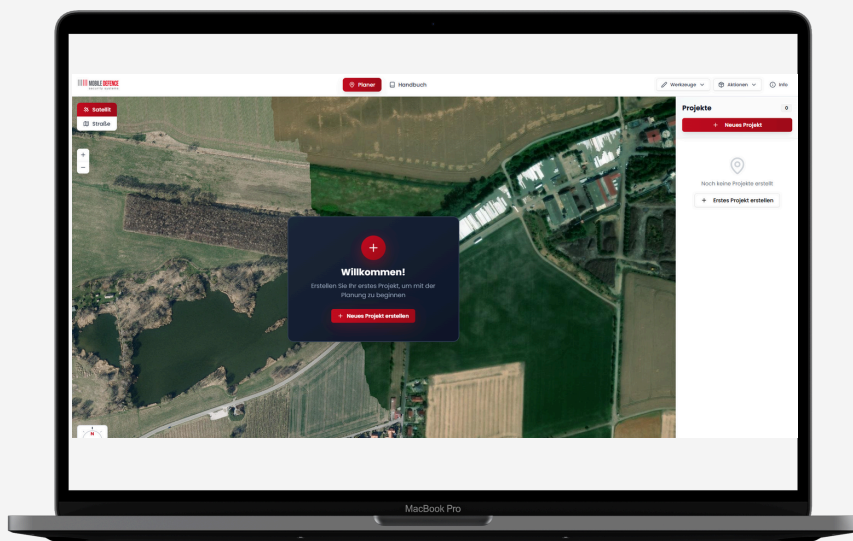 MOBILE DEFENCE
Planer
Handbuch
Werkzeuge
Aktionen
Info
Satellit
Straße
+
−
Projekte
0
+ Neues Projekt
Noch keine Projekte erstellt
+ Erstes Projekt erstellen
Willkommen!
Erstellen Sie Ihr erstes Projekt, um mit der
Planung zu beginnen
+ Neues Projekt erstellen
N
MacBook Pro